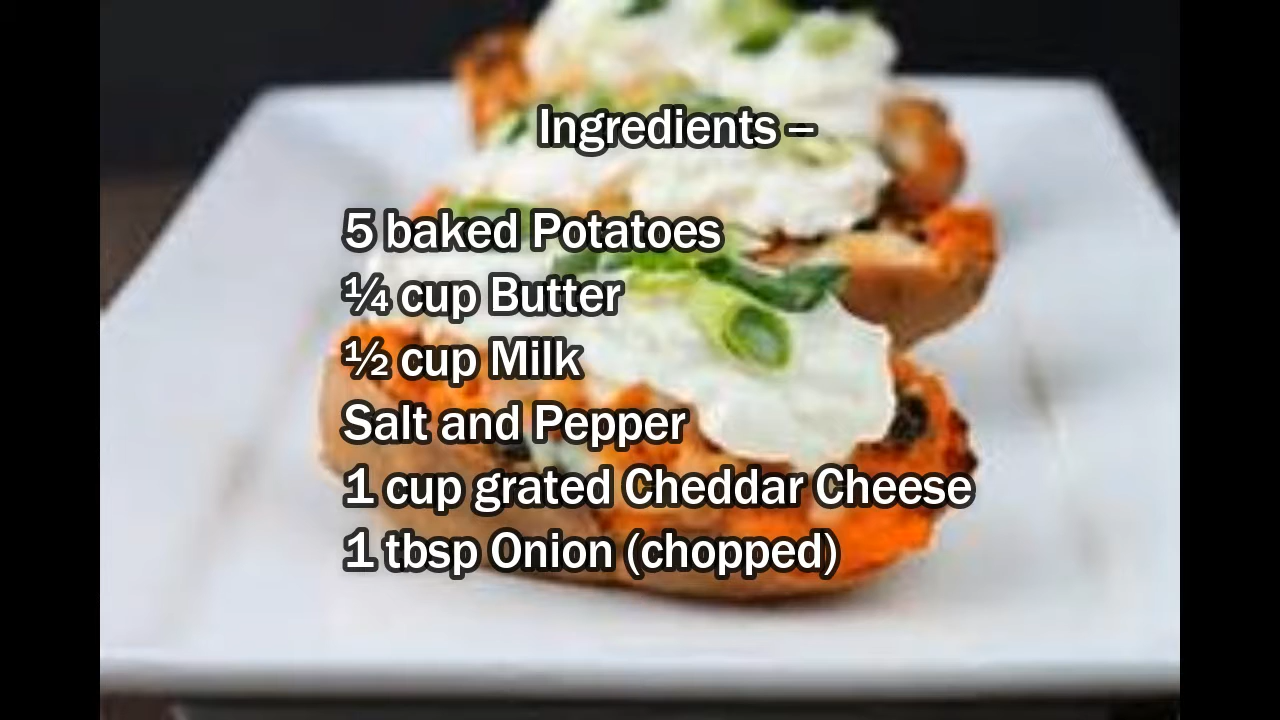 Ingredients –
5 baked Potatoes
¼ cup Butter
½ cup Milk
Salt and Pepper
1 cup grated Cheddar Cheese
1 tbsp Onion (chopped)